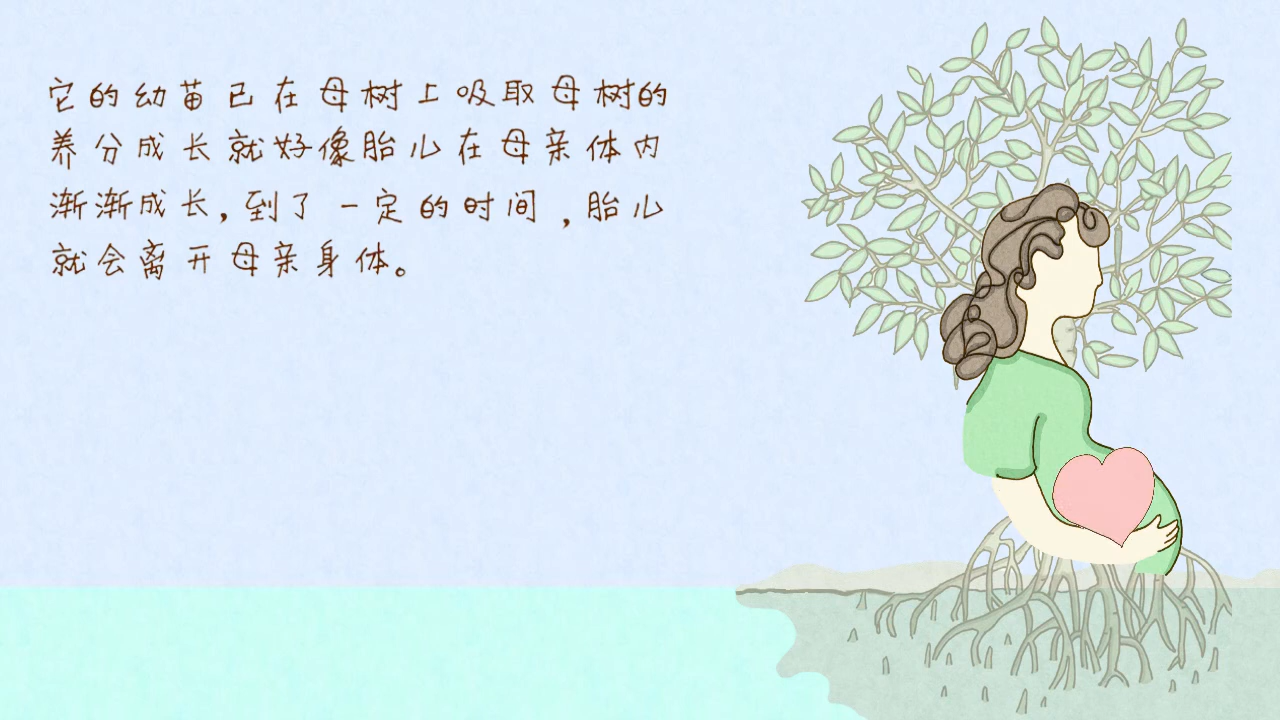 它的幼苗已在母树上吸取母树的
养分成长就好像胎儿在母亲体内
渐渐成长,到了一定的时间,胎儿
就会离开母亲身体。